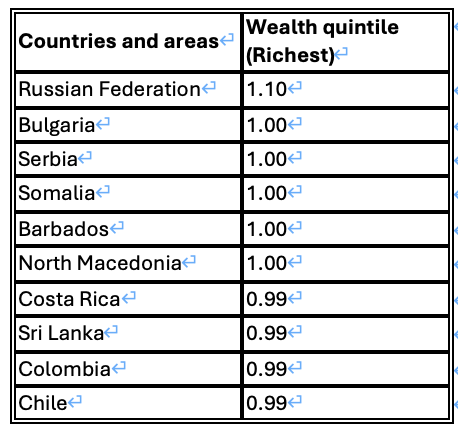 Countries and areas Wealth quintile
(Richest)
Russian Federation 1.10
Bulgaria 1.00
Serbia 1.00
Somalia 1.00
Barbados 1.00
North Macedonia 1.00
Costa Rica 0.99
Sri Lanka 0.99
Colombia 0.99
Chile 0.99